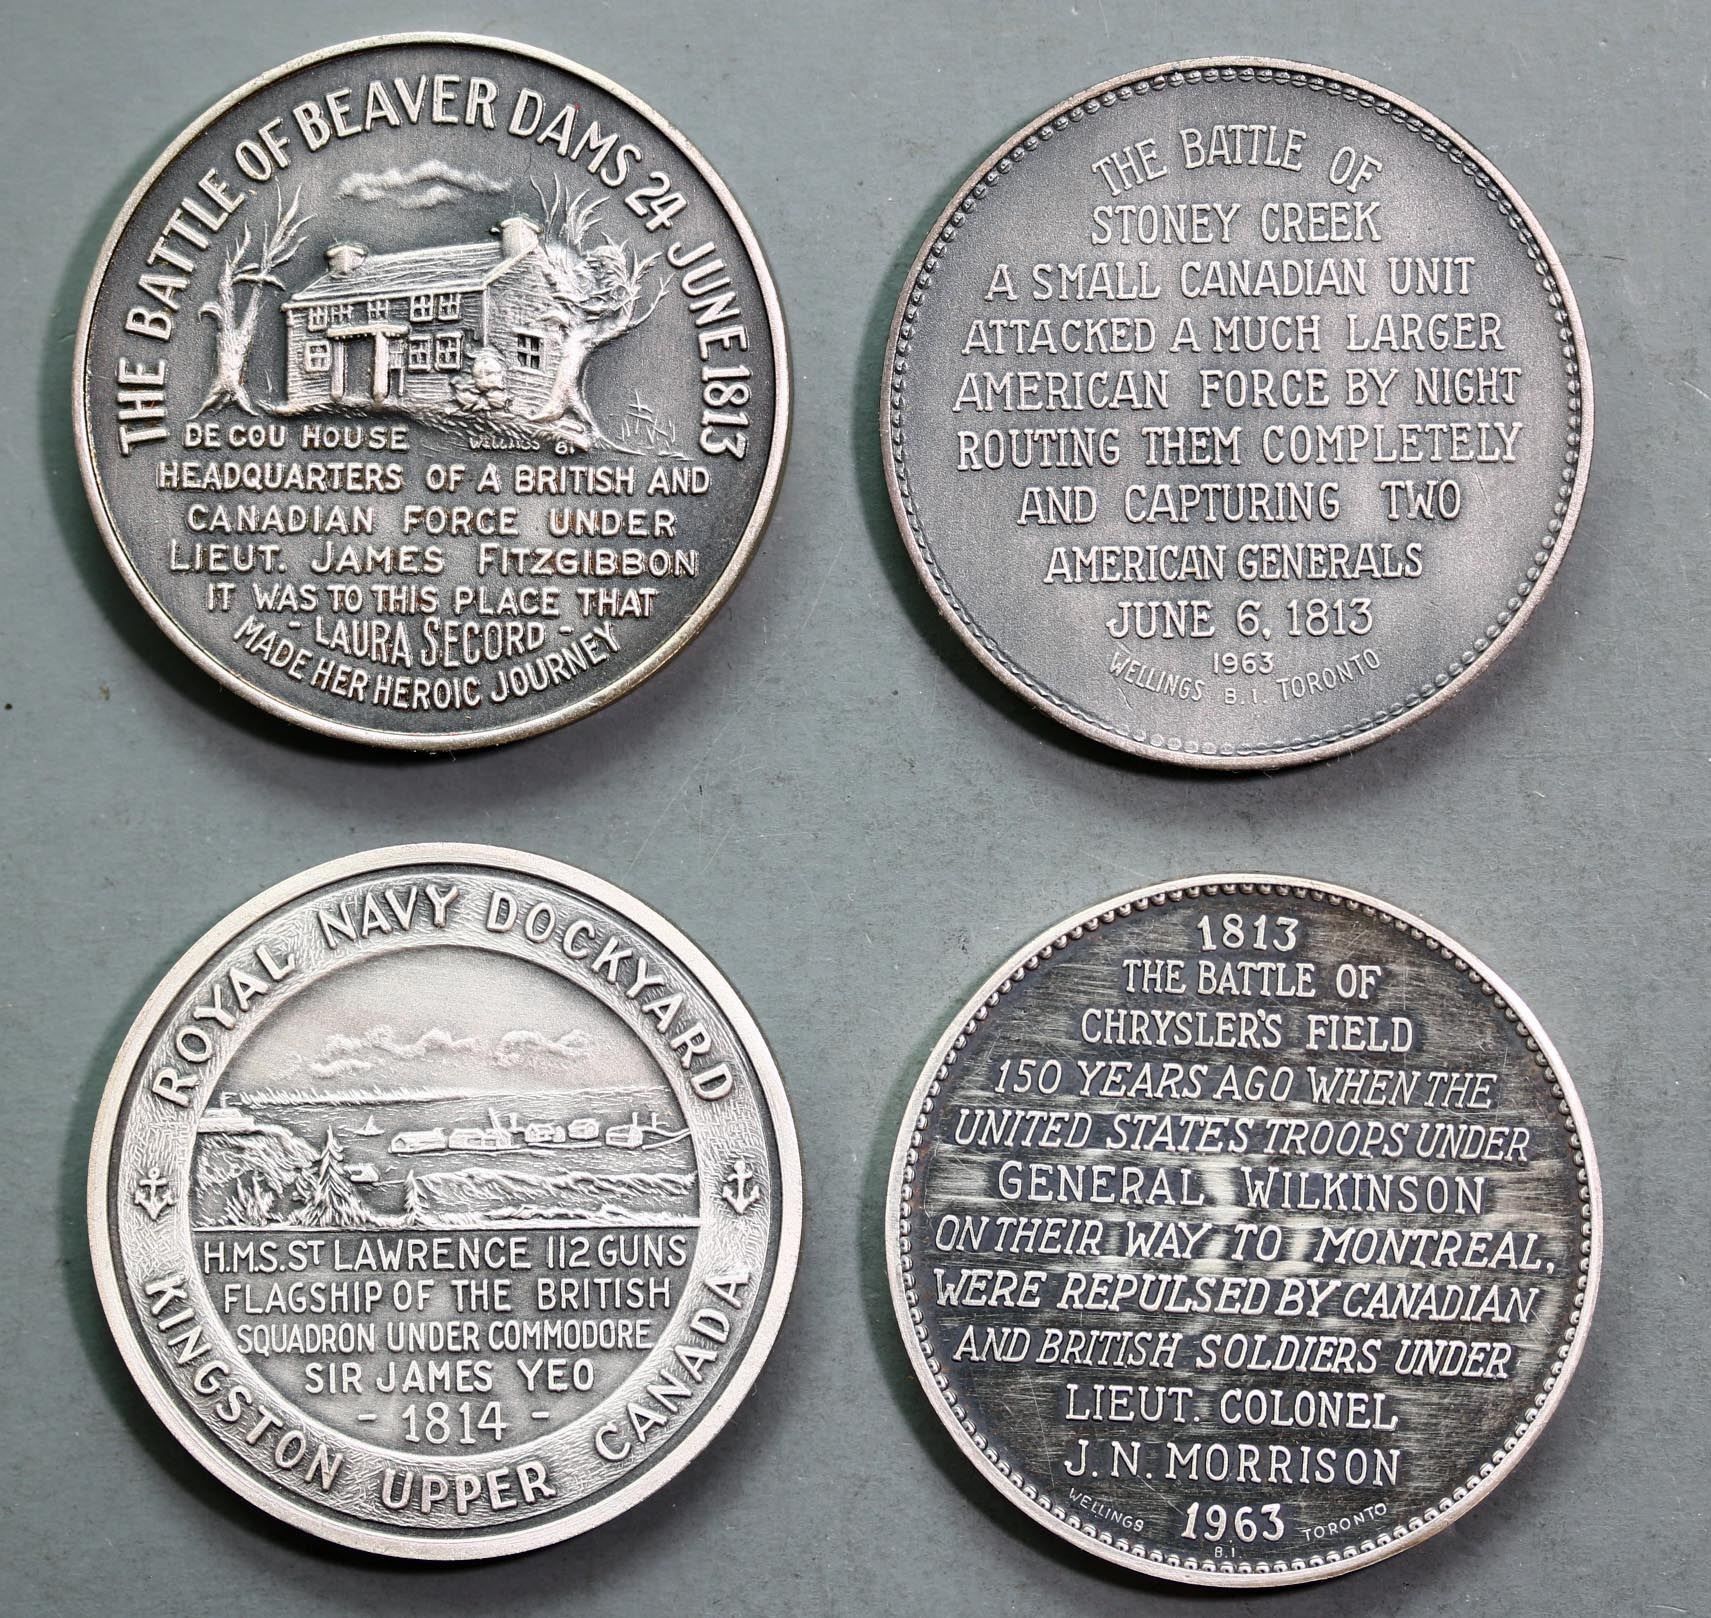 THE BATTLE OF BEAVER DAMS 24 JUNE 1813
DE COU HOUSE
WELLINGS B.I.
HEADQUARTERS OF A BRITISH AND
CANADIAN FORCE UNDER
LIEUT. JAMES FITZGIBBON
IT WAS TO THIS PLACE THAT
- LAURA SECORD -
MADE HER HEROIC JOURNEY
THE BATTLE OF
STONEY CREEK
A SMALL CANADIAN UNIT
ATTACKED A MUCH LARGER
AMERICAN FORCE BY NIGHT
ROUTING THEM COMPLETELY
AND CAPTURING TWO
AMERICAN GENERALS
JUNE 6, 1813
1963
WELLINGS B.I. TORONTO
ROYAL NAVY DOCKYARD
H.M.S. ST LAWRENCE 112 GUNS
FLAGSHIP OF THE BRITISH
SQUADRON UNDER COMMODORE
SIR JAMES YEO
- 1814 -
KINGSTON UPPER CANADA
1813
THE BATTLE OF
CHRYSLER'S FIELD
150 YEARS AGO WHEN THE
UNITED STATES TROOPS UNDER
GENERAL WILKINSON
ON THEIR WAY TO MONTREAL,
WERE REPULSED BY CANADIAN
AND BRITISH SOLDIERS UNDER
LIEUT. COLONEL
J. N. MORRISON
1963
WELLINGS B.I. TORONTO